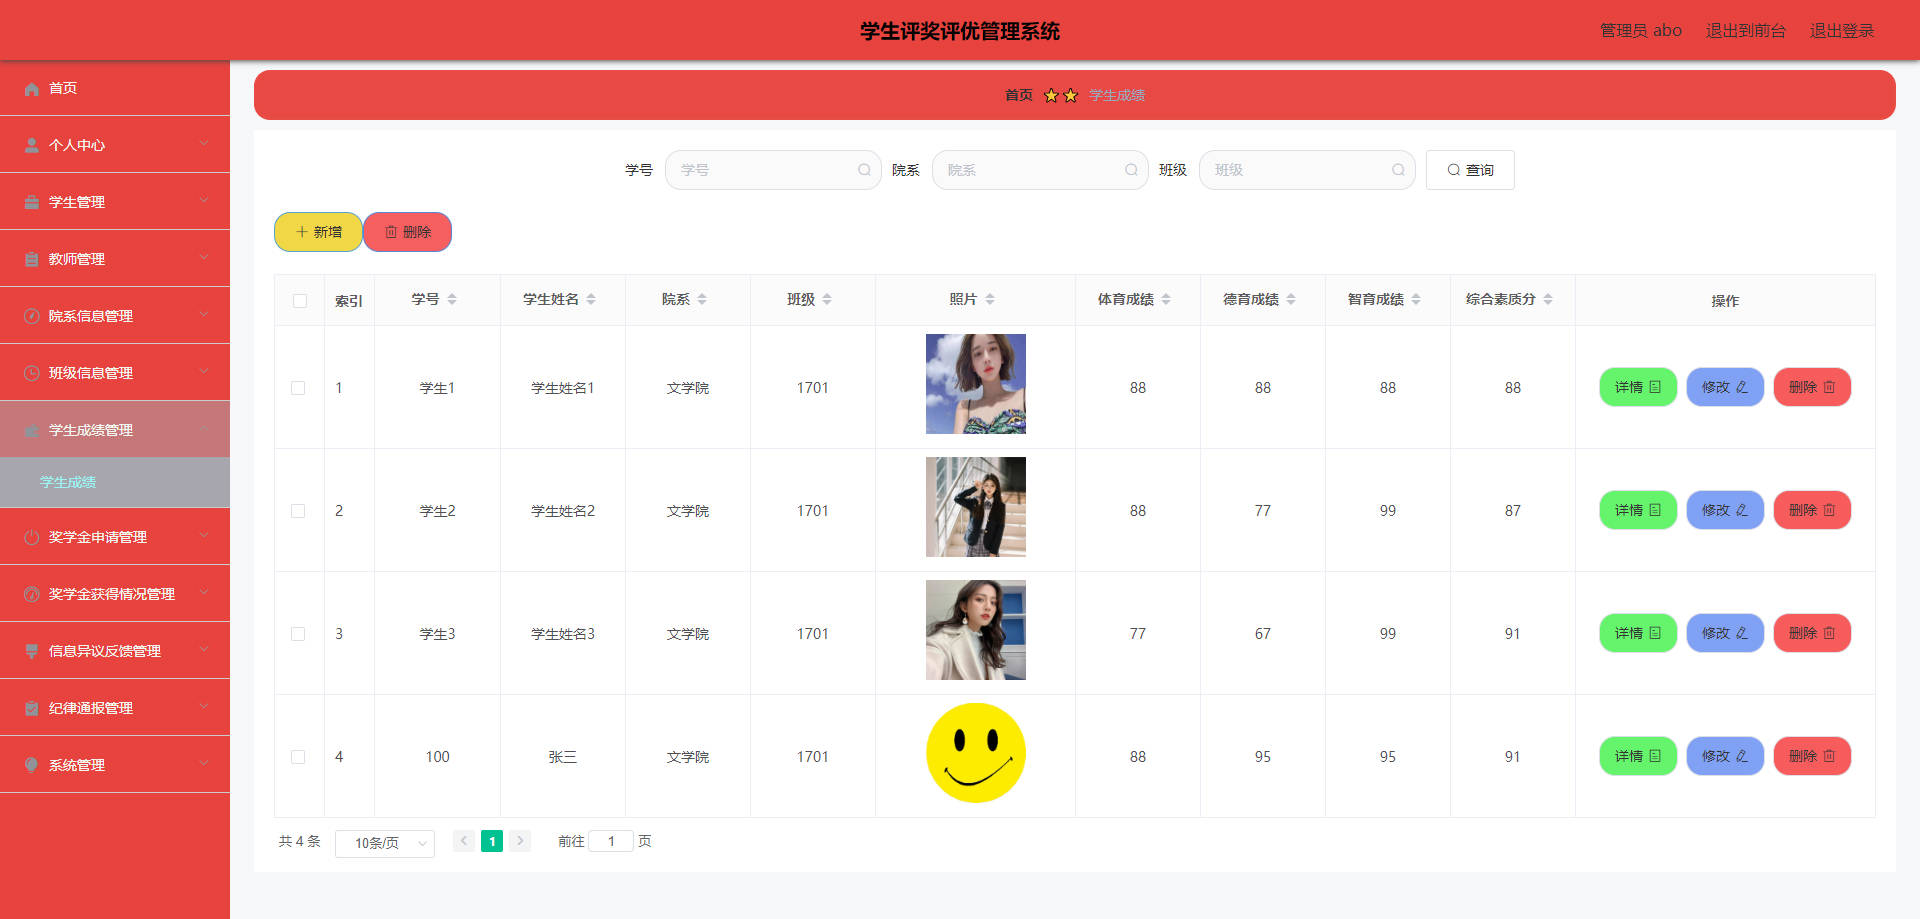 学生评奖评优管理系统
管理员 abo 退出到前台 退出登录
首页
个人中心
学生管理
教师管理
院系信息管理
班级信息管理
学生成绩管理
学生成绩
奖学金申请管理
奖学金获得情况管理
信息异议反馈管理
纪律通报管理
系统管理
首页 学生成绩
学号 学号 院系 院系 班级 班级 查询
新增 删除
索引 学号 学生姓名 院系 班级 照片 体育成绩 德育成绩 智育成绩 综合素质分 操作
1 学生1 学生姓名1 文学院 1701 88 88 88 88 详情 修改 删除
2 学生2 学生姓名2 文学院 1701 88 77 99 87 详情 修改 删除
3 学生3 学生姓名3 文学院 1701 77 67 99 91 详情 修改 删除
4 100 张三 文学院 1701 88 95 95 91 详情 修改 删除
共 4 条 10条/页 1 前往 1 页